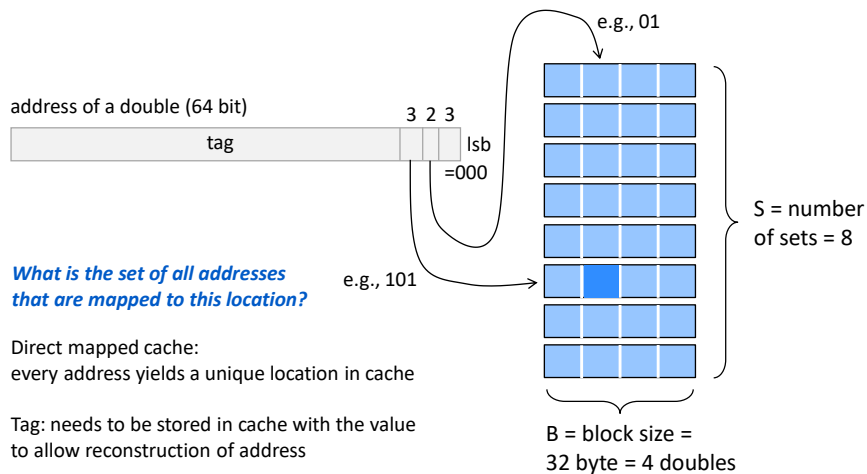 e.g., 01
address of a double (64 bit)
3 2 3
tag
lsb
=000
S = number
of sets = 8
What is the set of all addresses
that are mapped to this location?
e.g., 101
Direct mapped cache:
every address yields a unique location in cache
Tag: needs to be stored in cache with the value
to allow reconstruction of address
B = block size =
32 byte = 4 doubles